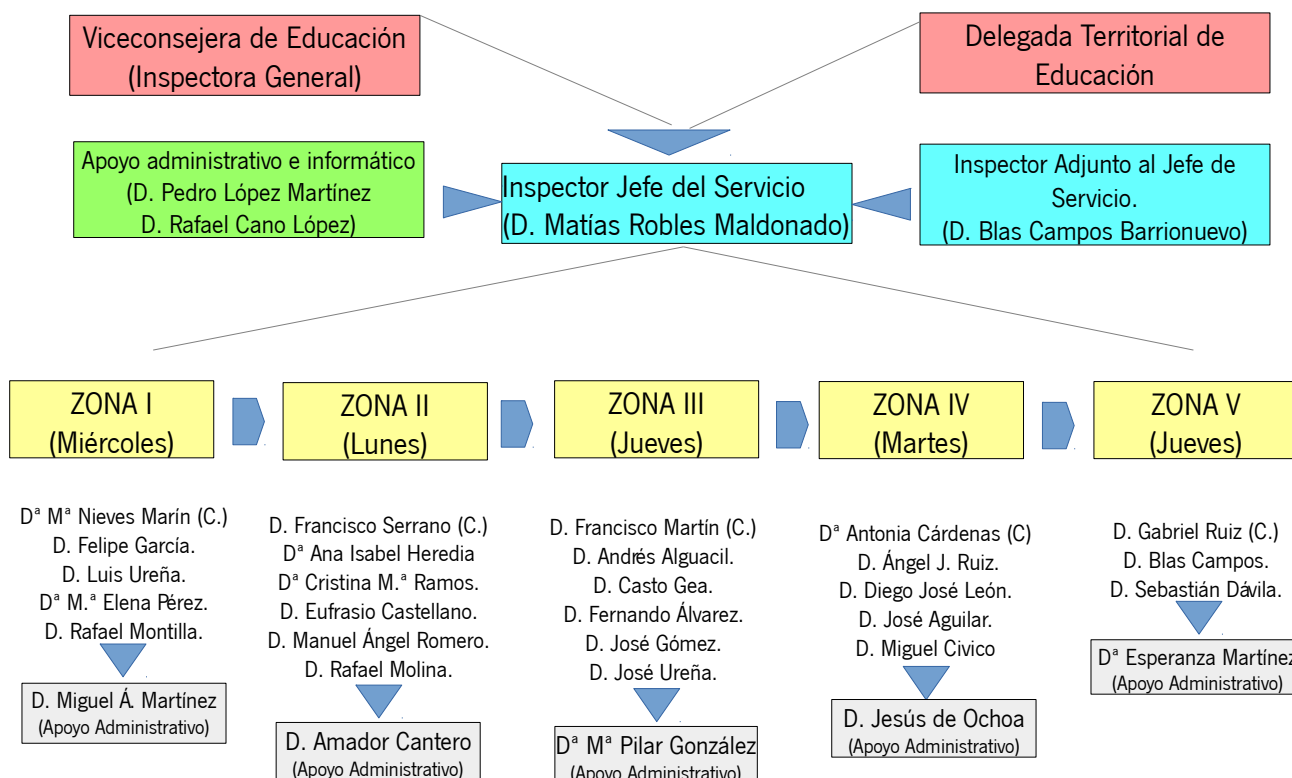 Viceconsejera de Educación
(Inspectora General)
Delegada Territorial de
Educación
Apoyo administrativo e informático
(D. Pedro López Martínez
D. Rafael Cano López)
Inspector Jefe del Servicio
(D. Matías Robles Maldonado)
Inspector Adjunto al Jefe de
Servicio.
(D. Blas Campos Barrionuevo)
ZONA I
(Miércoles)
ZONA II
(Lunes)
ZONA III
(Jueves)
ZONA IV
(Martes)
ZONA V
(Jueves)
Dª Mª Nieves Marín (C.)
D. Felipe García.
D. Luis Ureña.
Dª M.ª Elena Pérez.
D. Rafael Montilla.
D. Miguel Á. Martínez
(Apoyo Administrativo)
D. Francisco Serrano (C.)
Dª Ana Isabel Heredia
Dª Cristina M.ª Ramos.
D. Eufrasio Castellano.
D. Manuel Ángel Romero.
D. Rafael Molina.
D. Amador Cantero
(Apoyo Administrativo)
D. Francisco Martín (C.)
D. Andrés Alguacil.
D. Casto Gea.
D. Fernando Álvarez.
D. José Gómez.
D. José Ureña.
Dª Mª Pilar González
(Apoyo Administrativo)
Dª Antonia Cárdenas (C)
D. Ángel J. Ruiz.
D. Diego José León.
D. José Aguilar.
D. Miguel Civico
D. Jesús de Ochoa
(Apoyo Administrativo)
D. Gabriel Ruiz (C.)
D. Blas Campos.
D. Sebastián Dávila.
Dª Esperanza Martínez
(Apoyo Administrativo)